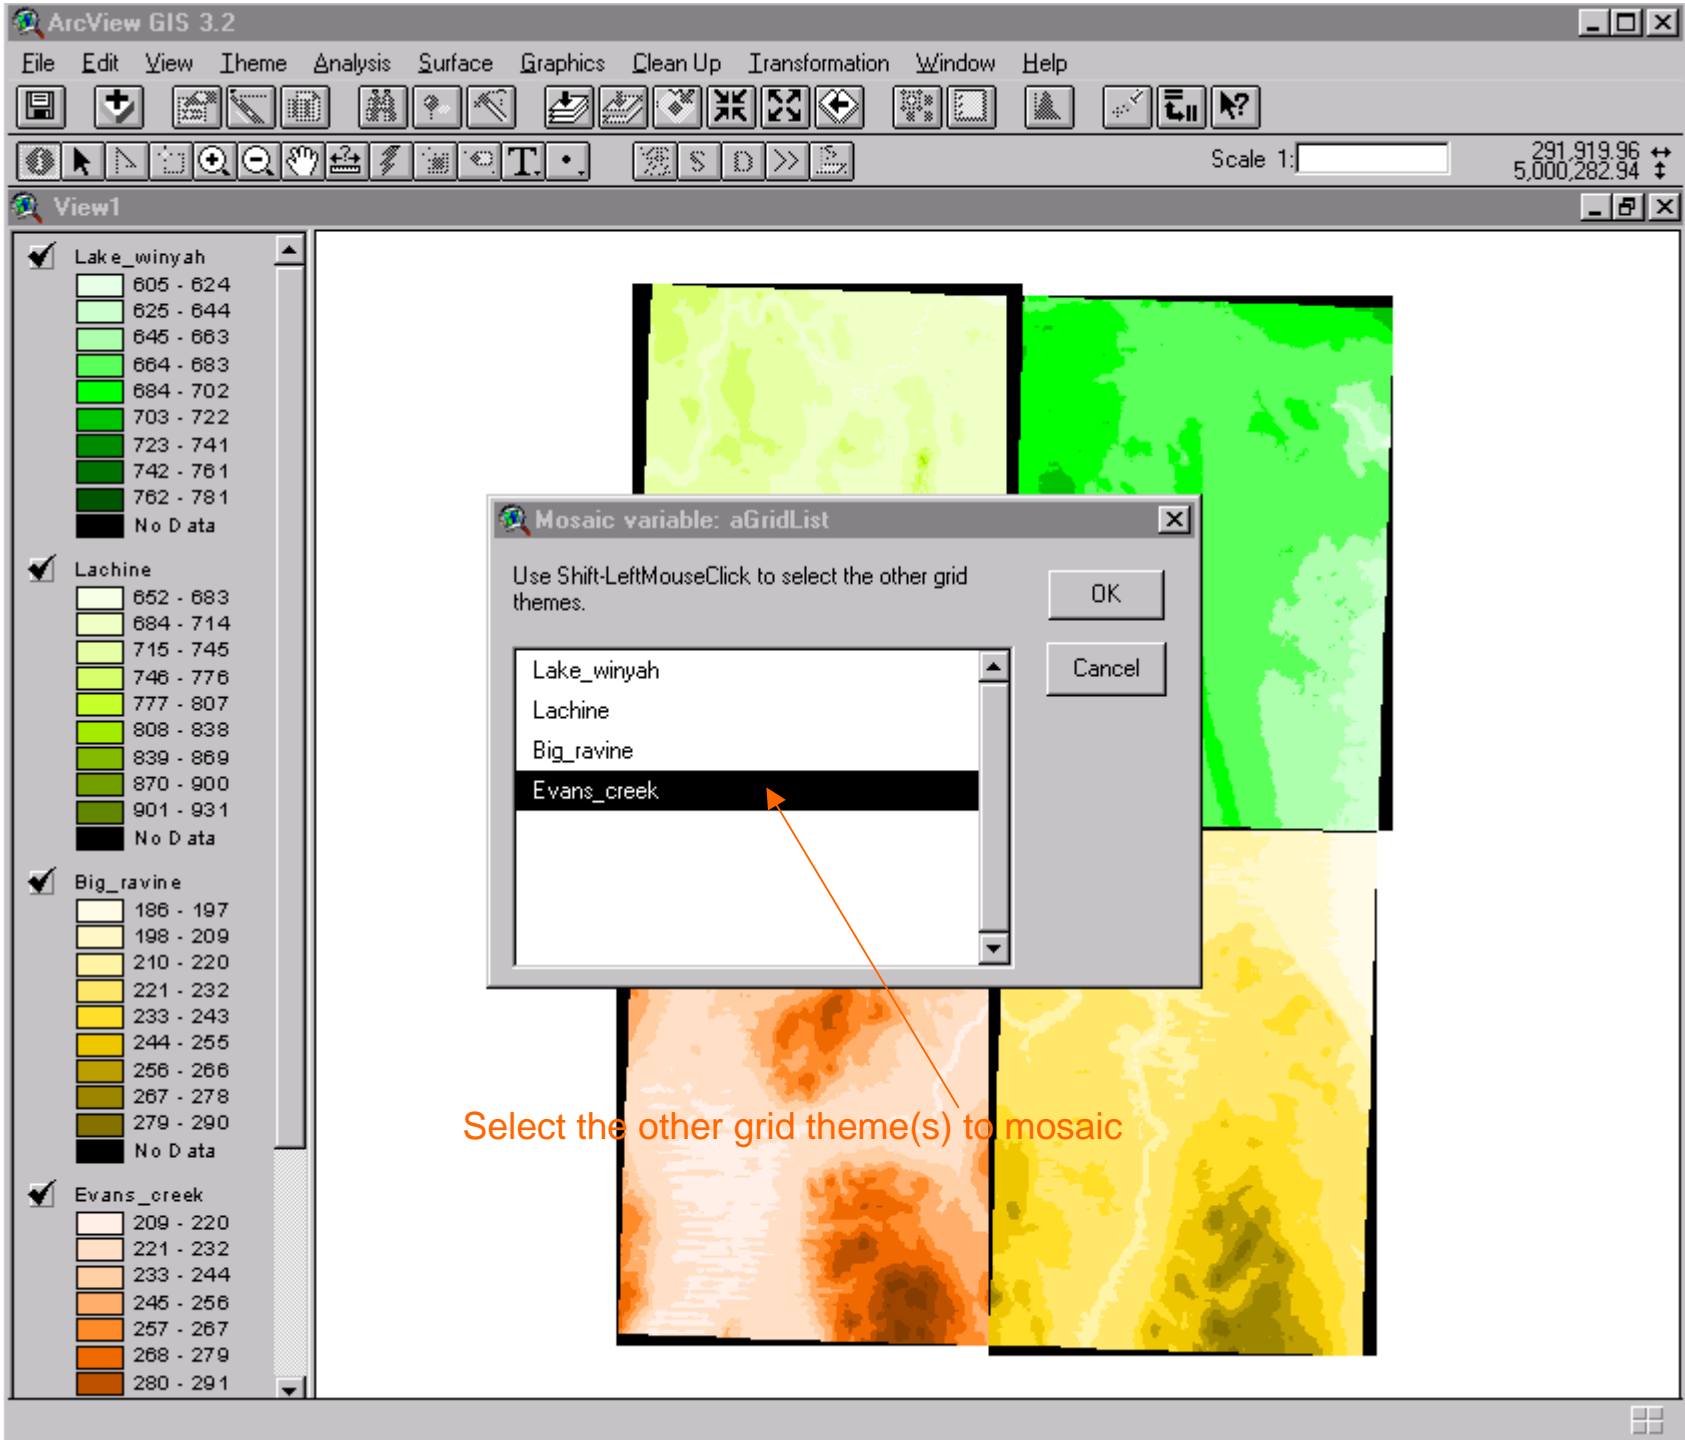 ArcView GIS 3.2
File Edit View Theme Analysis Surface Graphics Clean Up Transformation Window Help
T. S D >> Scale 1: 291,919.96
5,000,282.94
View1
Lake_winyah
605 - 624
625 - 644
645 - 663
664 - 683
684 - 702
703 - 722
723 - 741
742 - 761
762 - 781
No Data
Lachine
652 - 683
684 - 714
715 - 745
746 - 776
777 - 807
808 - 838
839 - 869
870 - 900
901 - 931
No Data
Big_ravine
186 - 197
198 - 209
210 - 220
221 - 232
233 - 243
244 - 255
256 - 266
267 - 278
279 - 290
No Data
Evans_creek
209 - 220
221 - 232
233 - 244
245 - 256
257 - 267
268 - 279
280 - 291
Mosaic variable: aGridList
Use Shift-LeftMouseClick to select the other grid
themes.
OK
Cancel
Lake_winyah
Lachine
Big_ravine
Evans_creek
Select the other grid theme(s) to mosaic